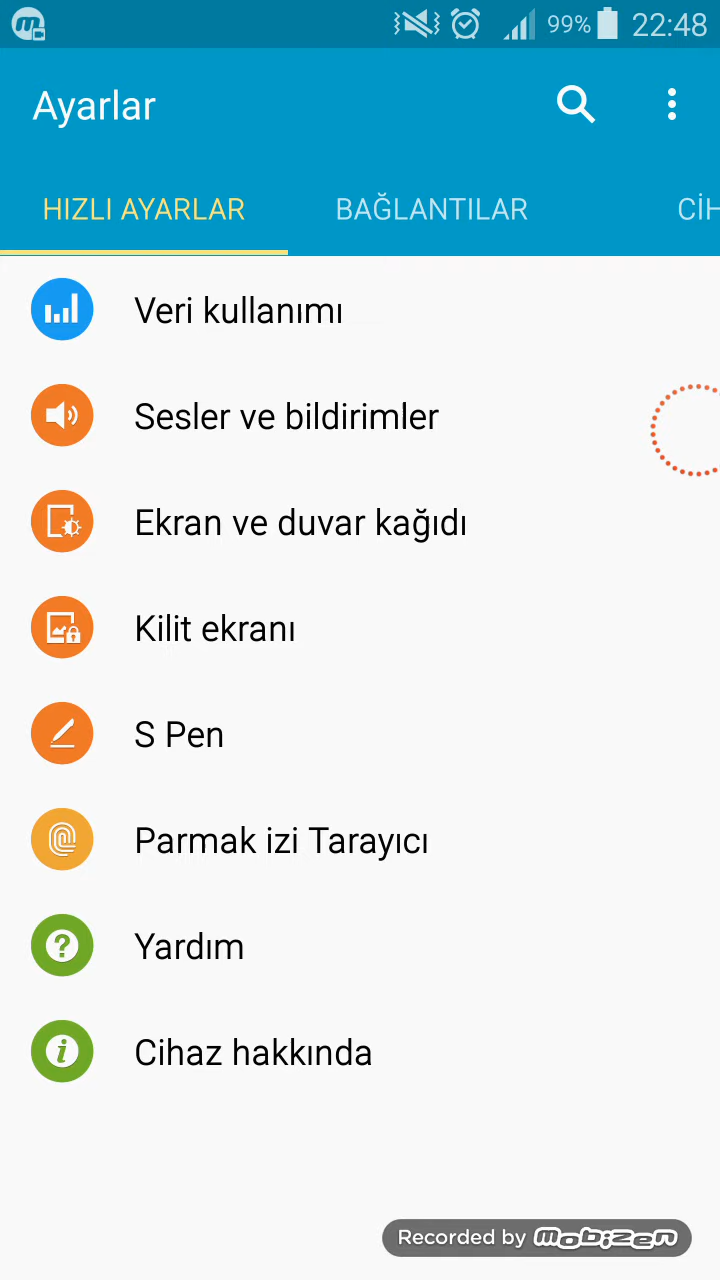 99% 22:48
Ayarlar
HIZLI AYARLAR BAĞLANTILAR CİH
Veri kullanımı
Sesler ve bildirimler
Ekran ve duvar kağıdı
Kilit ekranı
S Pen
Parmak izi Tarayıcı
Yardım
Cihaz hakkında
Recorded by mobizen